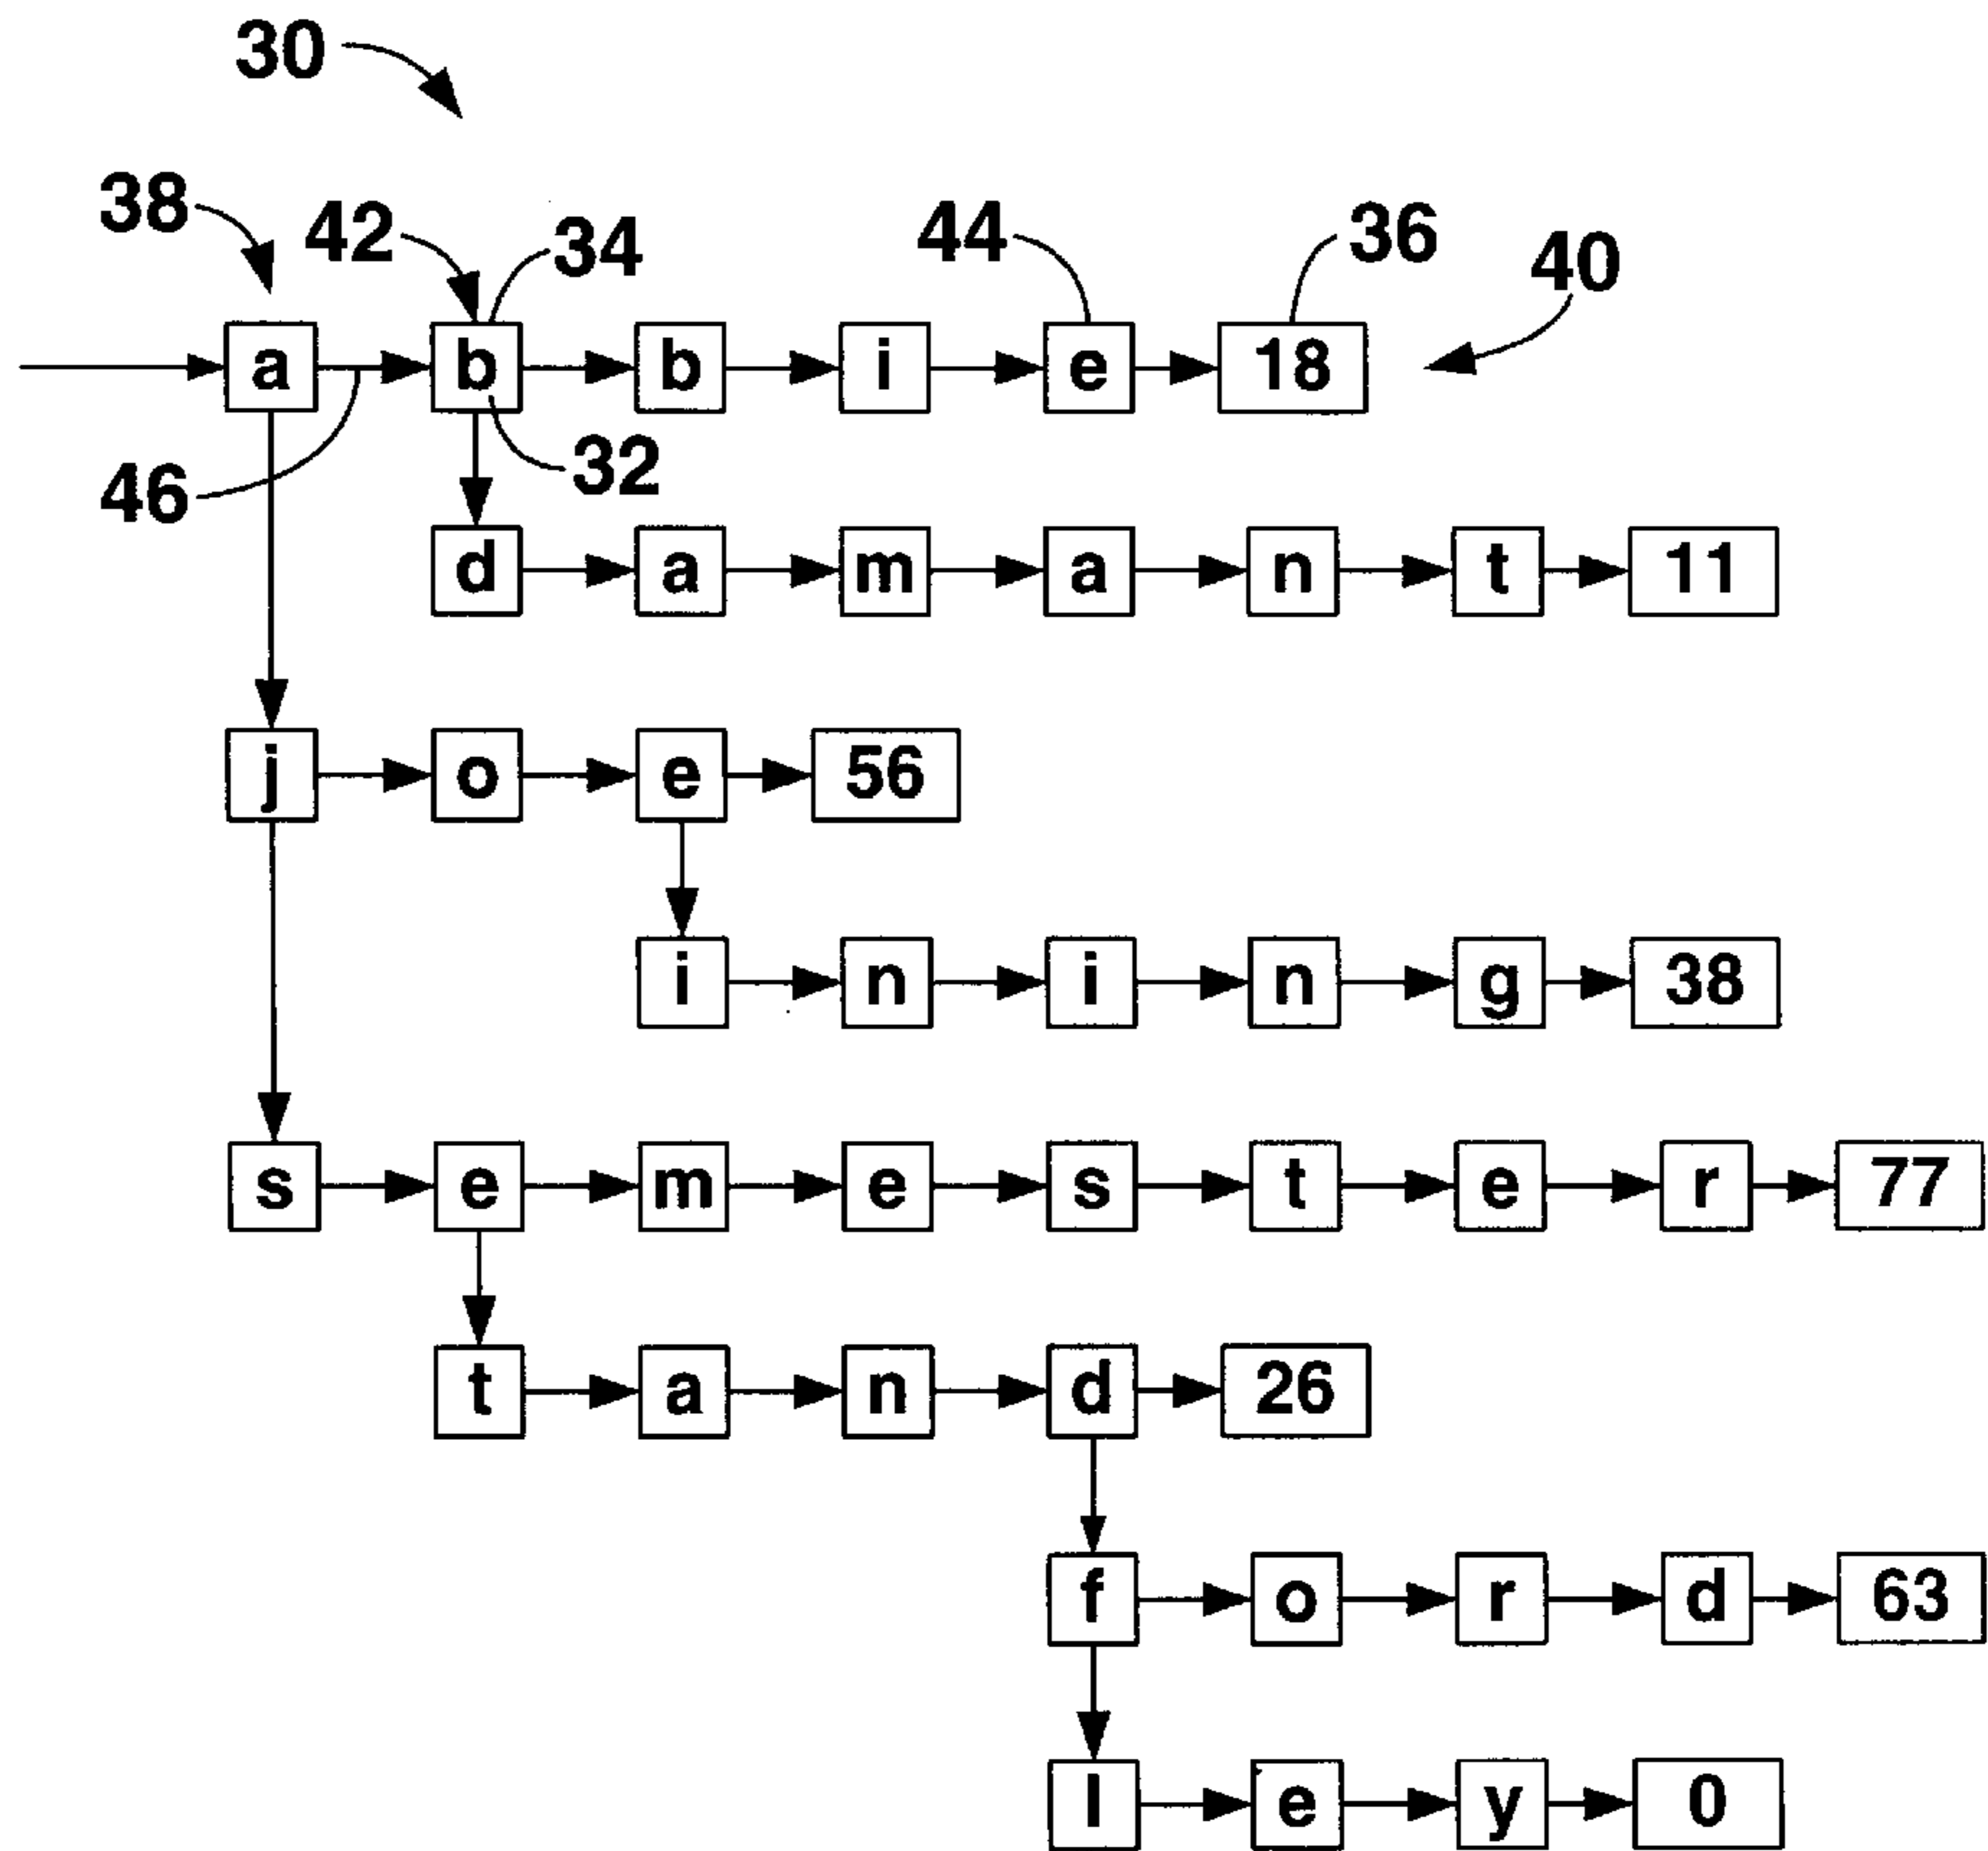 30
38 42 34 44 36 40
a b b i e 18
46 32
d a m a n t 11
j o e 56
i n i n g 38
s e m e s t e r 77
t a n d 26
f o r d 63
l e y 0